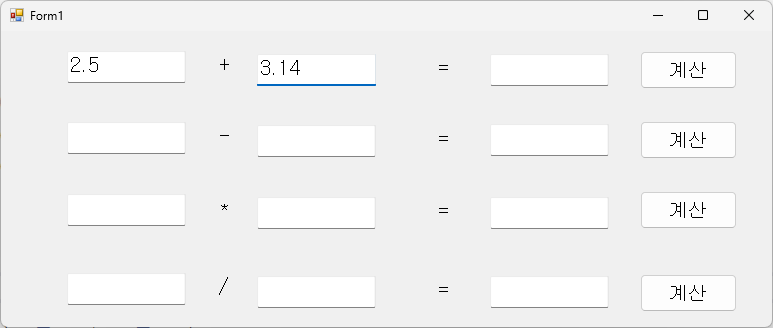 Form1
2.5 + 3.14 = 계산
- = 계산
* = 계산
/ = 계산